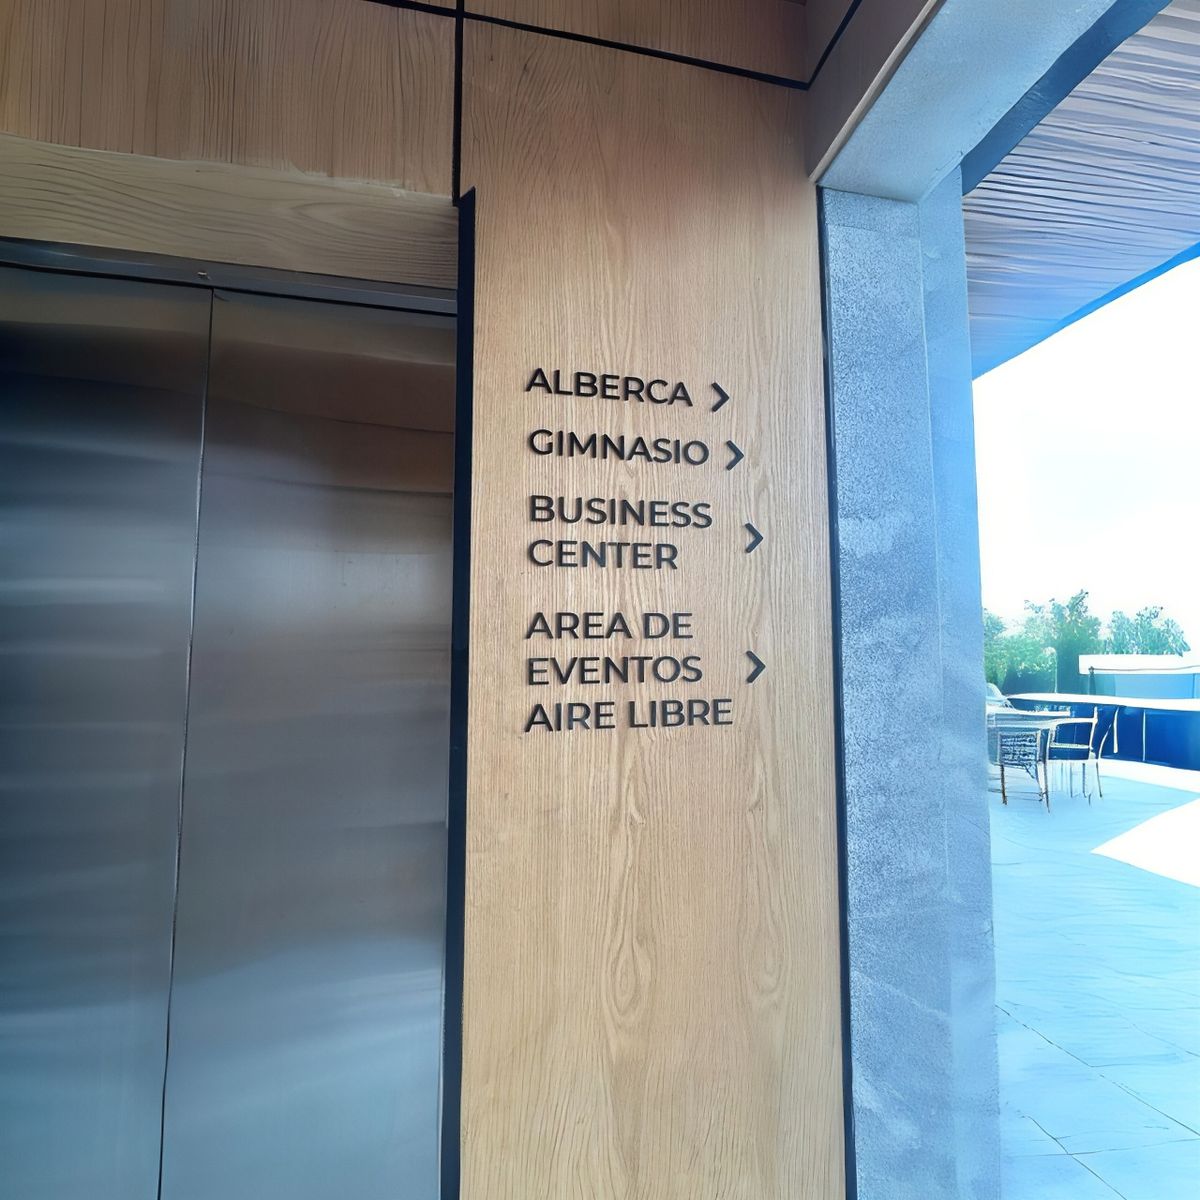 ALBERCA
GIMNASIO
BUSINESS
CENTER
AREA DE
EVENTOS
AIRE LIBRE